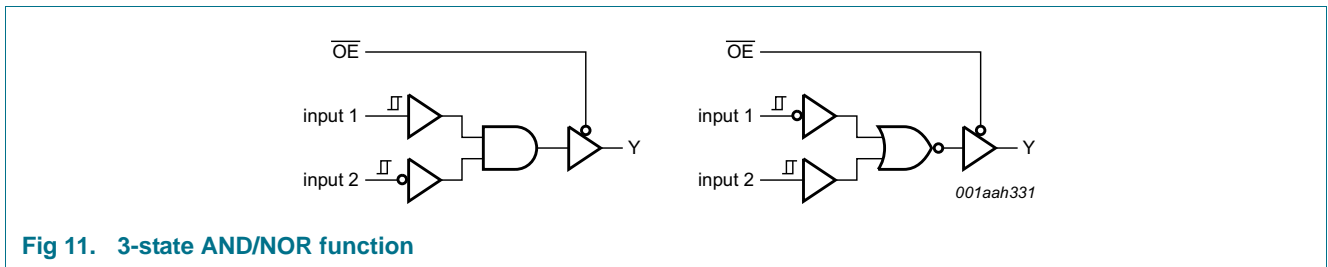 OE OE
input 1 input 1
Y Y
input 2 input 2
001aah331
Fig 11. 3-state AND/NOR function